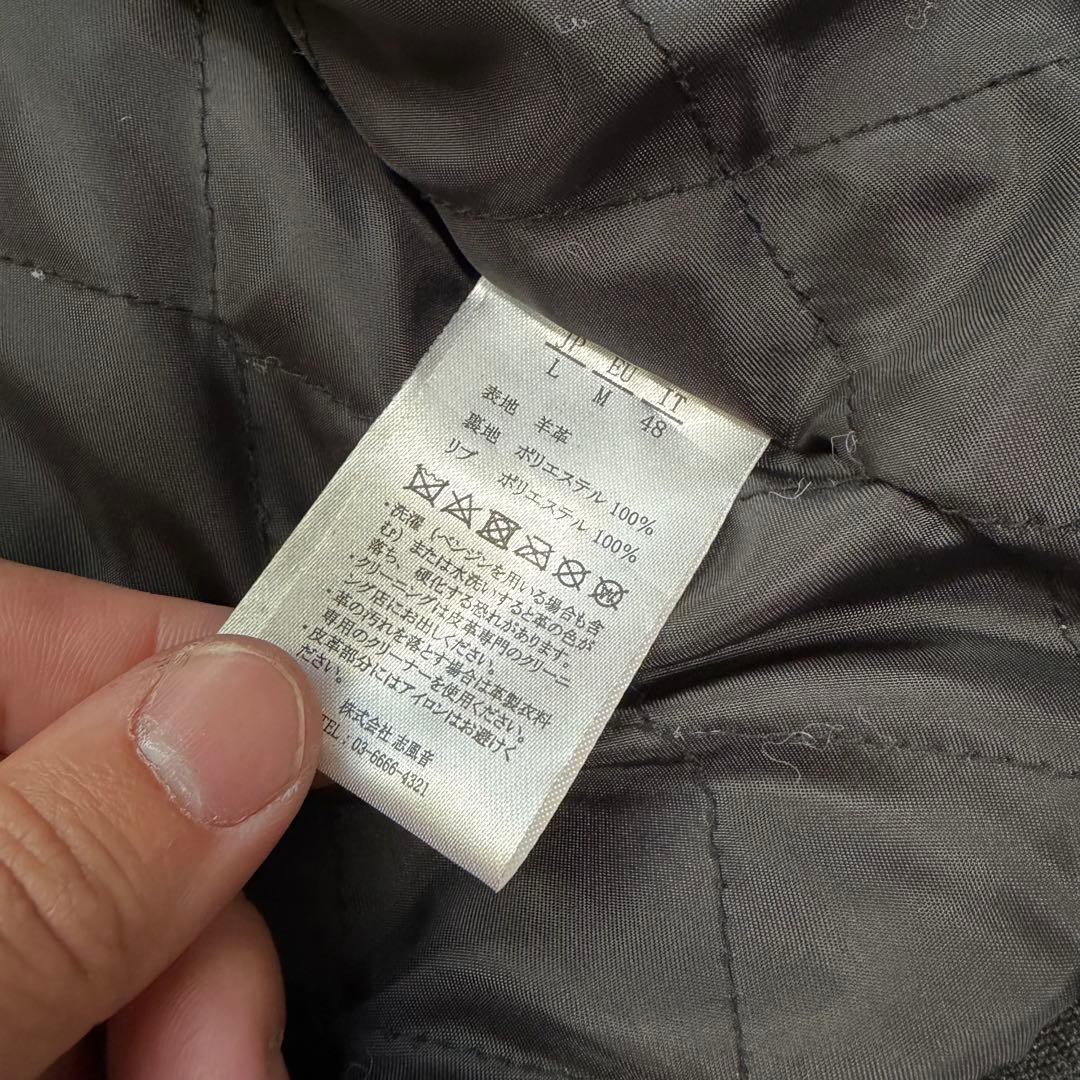 JP EU IT
L M 48
表地 羊革
裏地 ポリエステル 100%
リブ ポリエステル 100%
・洗濯(ベンジンを用いる場合も含
む)または水洗いすると革の色が
落ち、硬化する恐れがあります。
・クリーニングは皮革専門のクリーニ
ング店にお出しください。
・革の汚れを落とす場合は革製衣料
専用のクリーナーを使用ください。
・皮革部分にはアイロンはお避けく
ださい。
株式会社 志風音
TEL:03-6666-4321